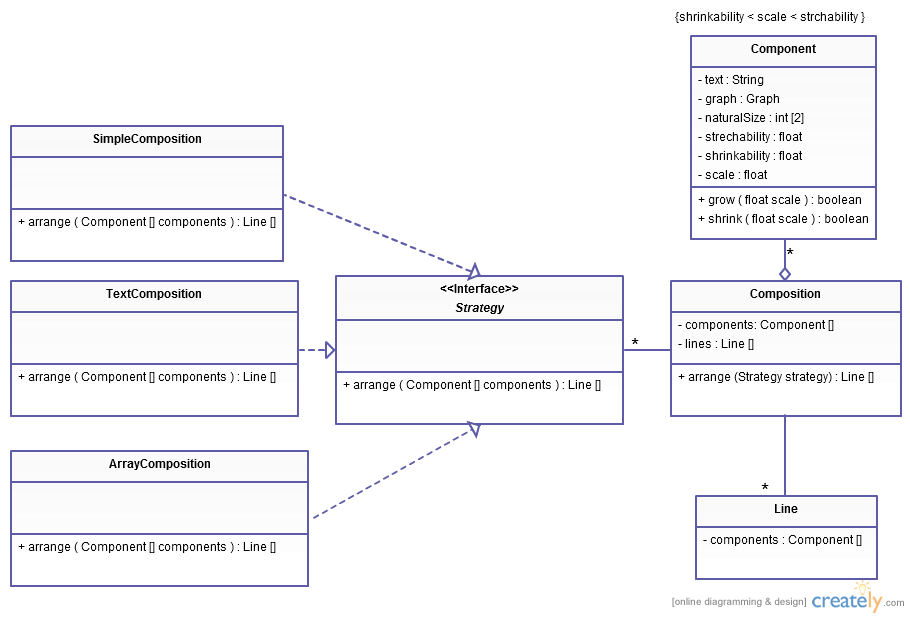 {shrinkability < scale < strchability }
Component
- text : String
- graph : Graph
- naturalSize : int [2]
- strechability : float
- shrinkability : float
- scale : float
+ grow ( float scale ) : boolean
+ shrink ( float scale ) : boolean
*
SimpleComposition
+ arrange ( Component [] components ) : Line []
TextComposition
+ arrange ( Component [] components ) : Line []
ArrayComposition
+ arrange ( Component [] components ) : Line []
<<Interface>>
Strategy
+ arrange ( Component [] components ) : Line []
*
Composition
- components: Component []
- lines : Line []
+ arrange (Strategy strategy) : Line []
*
Line
- components : Component []
[online diagramming & design] creately.com